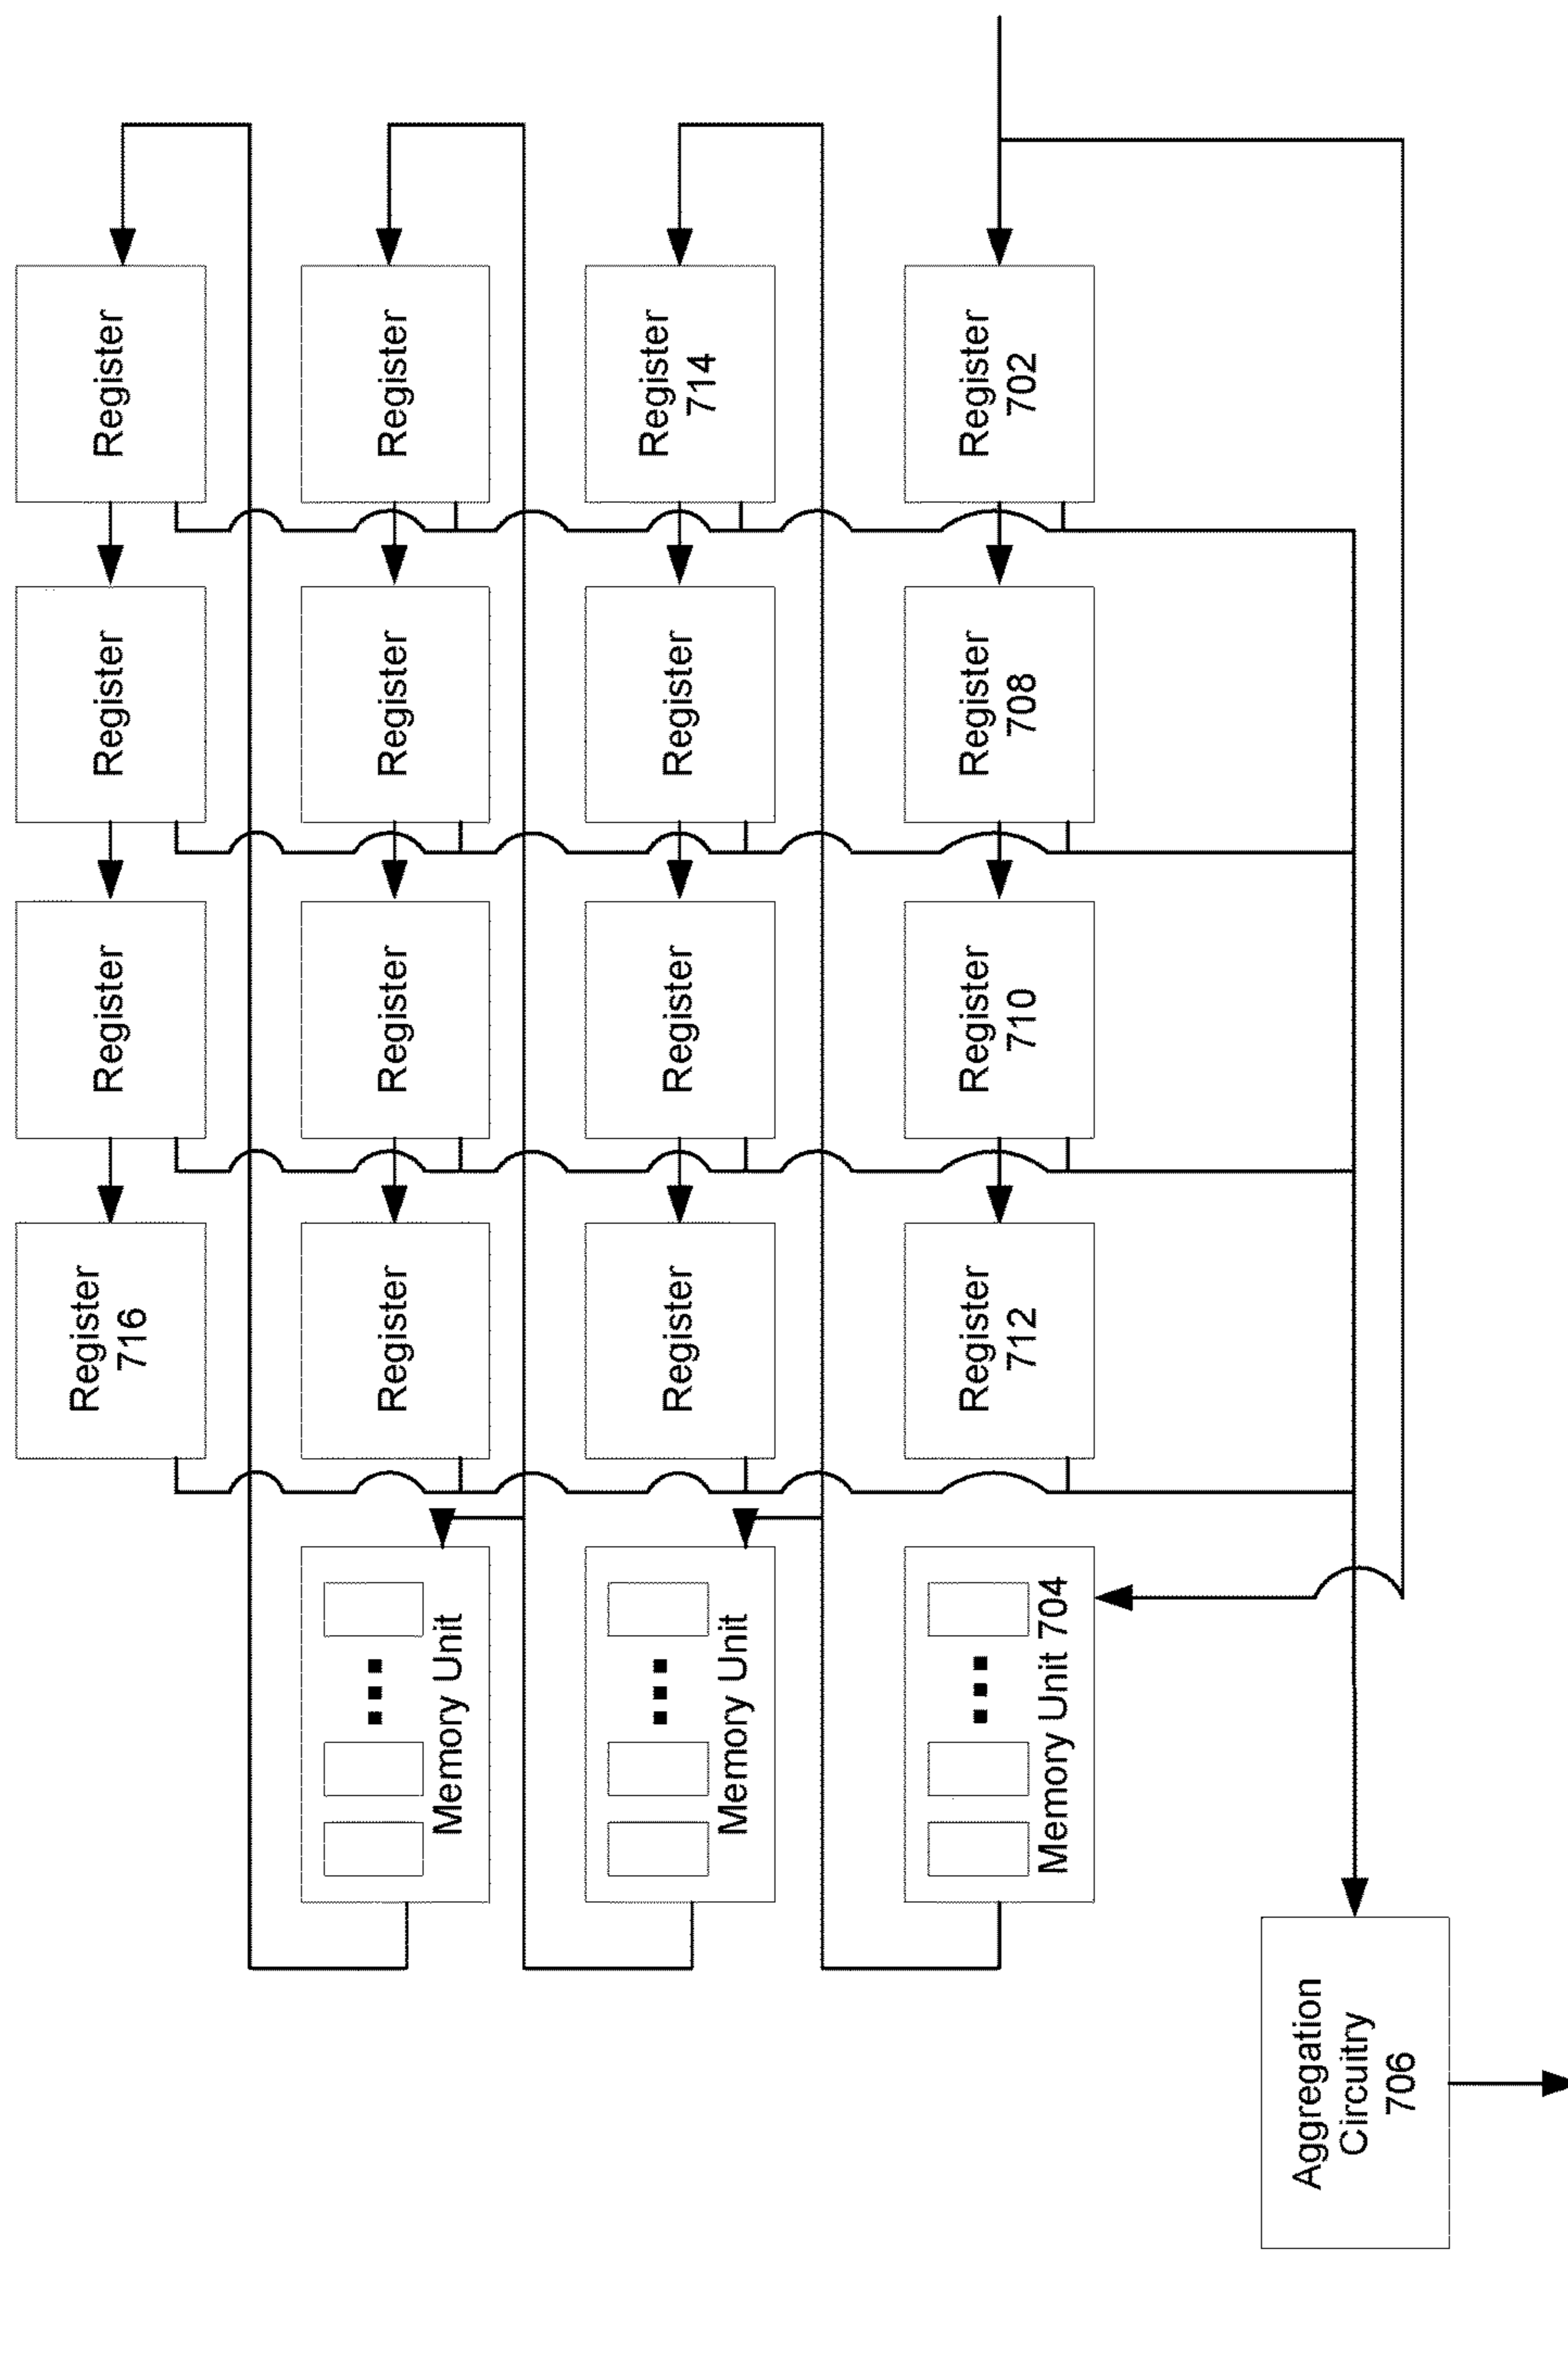 Register
716
Register
Register
Register
Memory Unit
Register
Register
Register
Register
Memory Unit
Register
Register
Register
Register
714
Memory Unit 704
Register
712
Register
710
Register
708
Register
702
Aggregation
Circuitry
706